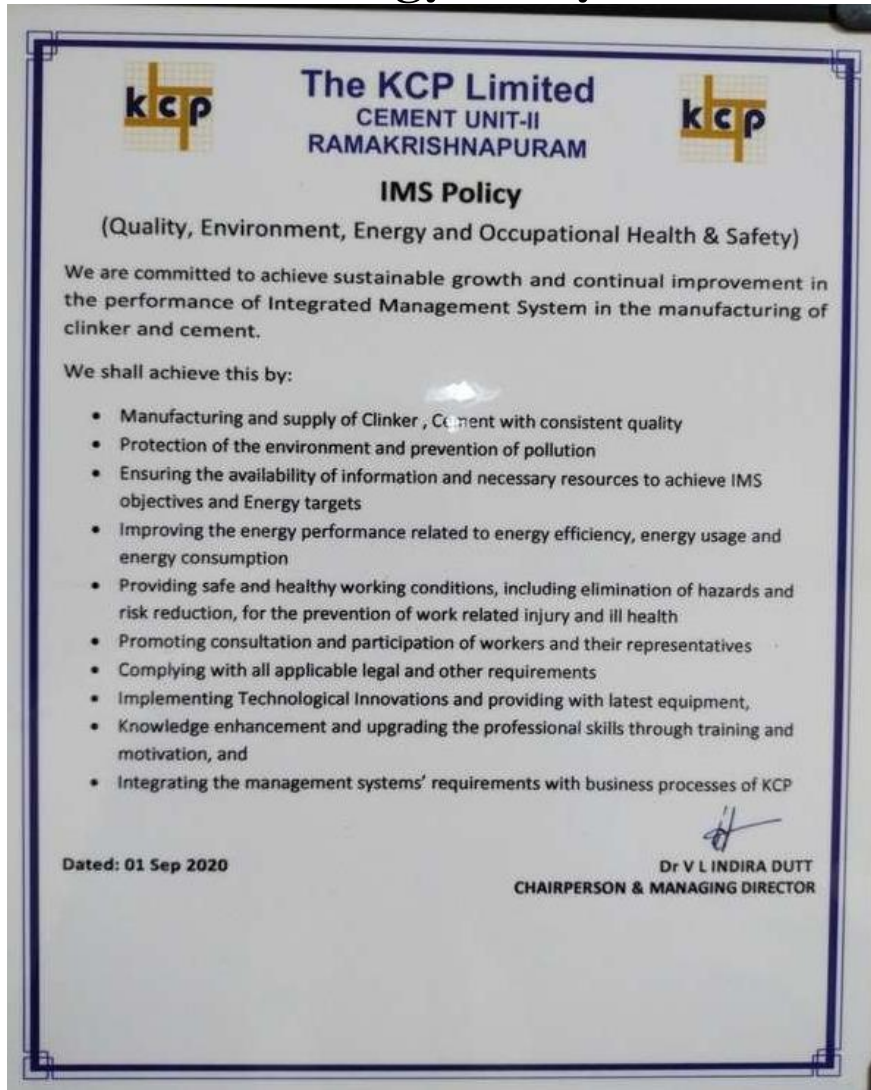 kcp
The KCP Limited
kcp
CEMENT UNIT-II
RAMAKRISHNAPURAM
IMS Policy
(Quality, Environment, Energy and Occupational Health & Safety)
We are committed to achieve sustainable growth and continual improvement in
the performance of Integrated Management System in the manufacturing of
clinker and cement.
We shall achieve this by:
• Manufacturing and supply of Clinker , Cement with consistent quality
• Protection of the environment and prevention of pollution
• Ensuring the availability of information and necessary resources to achieve IMS
objectives and Energy targets
• Improving the energy performance related to energy efficiency, energy usage and
energy consumption
• Providing safe and healthy working conditions, including elimination of hazards and
risk reduction, for the prevention of work related injury and ill health
• Promoting consultation and participation of workers and their representatives
• Complying with all applicable legal and other requirements
• Implementing Technological Innovations and providing with latest equipment,
• Knowledge enhancement and upgrading the professional skills through training and
motivation, and
• Integrating the management systems’ requirements with business processes of KCP
Dated: 01 Sep 2020
Dr V L INDIRA DUTT
CHAIRPERSON & MANAGING DIRECTOR